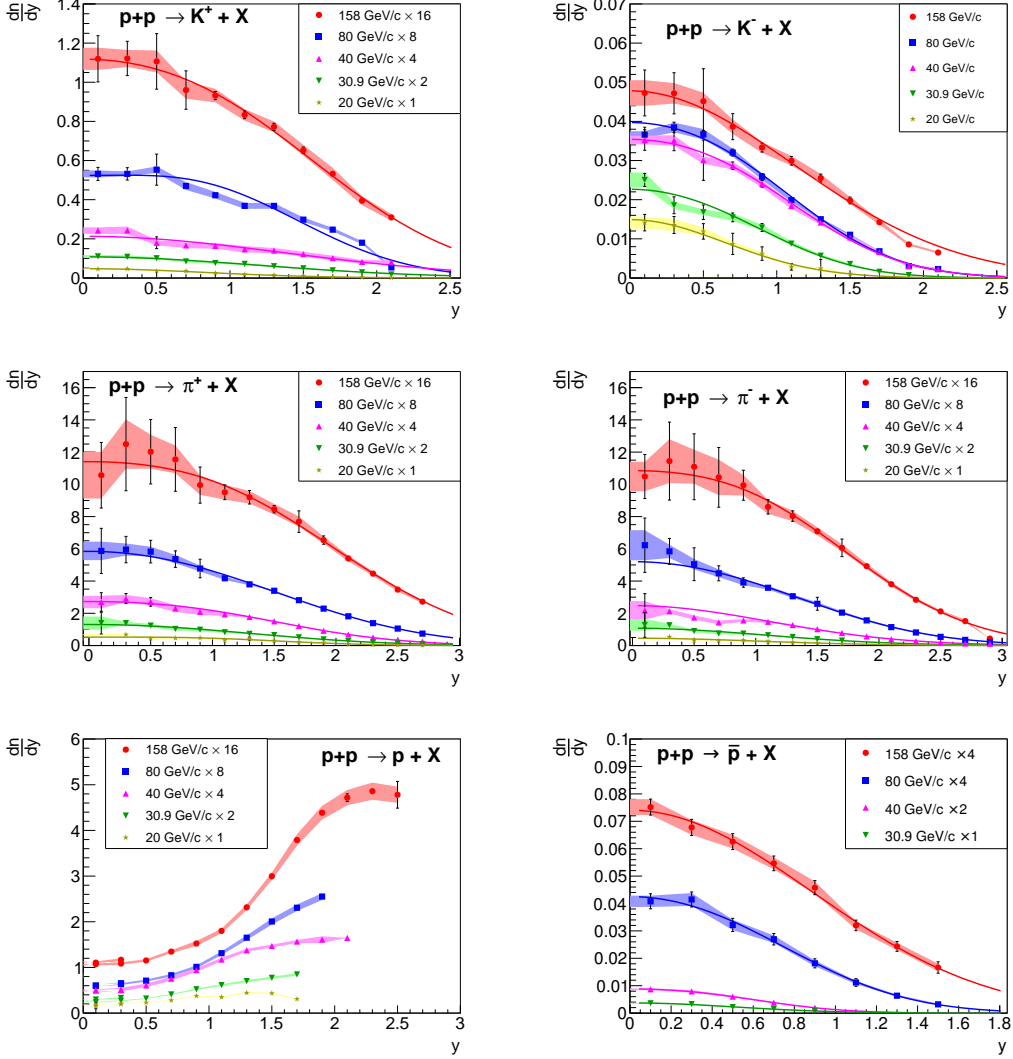 dn/dy
p+p → K⁺ + X
158 GeV/c × 16
80 GeV/c × 8
40 GeV/c × 4
30.9 GeV/c × 2
20 GeV/c × 1
1.4
1.2
1
0.8
0.6
0.4
0.2
0
0 0.5 1 1.5 2 2.5
y
dn/dy
p+p → K⁻ + X
158 GeV/c
80 GeV/c
40 GeV/c
30.9 GeV/c
20 GeV/c
0.07
0.06
0.05
0.04
0.03
0.02
0.01
0
0 0.5 1 1.5 2 2.5
y
dn/dy
p+p → π⁺ + X
158 GeV/c × 16
80 GeV/c × 8
40 GeV/c × 4
30.9 GeV/c × 2
20 GeV/c × 1
16
14
12
10
8
6
4
2
0
0 0.5 1 1.5 2 2.5 3
y
dn/dy
p+p → π⁻ + X
158 GeV/c × 16
80 GeV/c × 8
40 GeV/c × 4
30.9 GeV/c × 2
20 GeV/c × 1
16
14
12
10
8
6
4
2
0
0 0.5 1 1.5 2 2.5 3
y
dn/dy
158 GeV/c × 16
80 GeV/c × 8
40 GeV/c × 4
30.9 GeV/c × 2
20 GeV/c × 1
p+p → p + X
6
5
4
3
2
1
0
0 0.5 1 1.5 2 2.5 3
y
dn/dy
p+p → p̅ + X
158 GeV/c ×4
80 GeV/c ×4
40 GeV/c ×2
30.9 GeV/c ×1
0.1
0.09
0.08
0.07
0.06
0.05
0.04
0.03
0.02
0.01
0
0 0.2 0.4 0.6 0.8 1 1.2 1.4 1.6 1.8
y